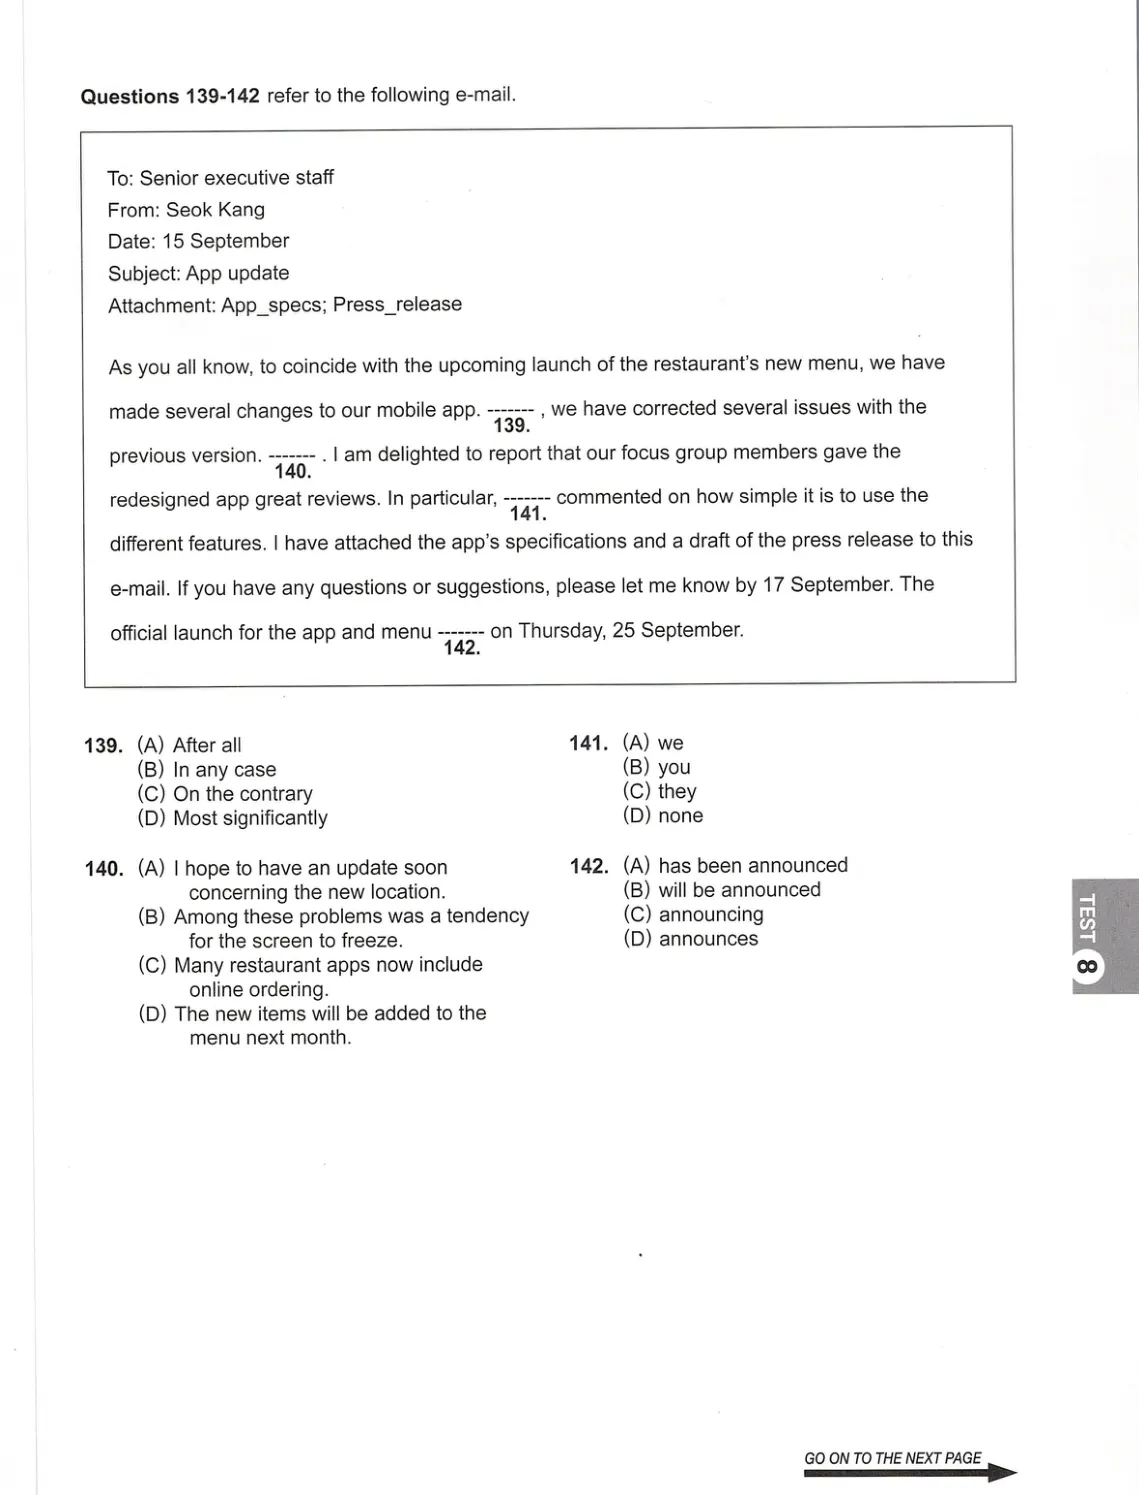 Questions 139-142 refer to the following e-mail.
To: Senior executive staff
From: Seok Kang
Date: 15 September
Subject: App update
Attachment: App_specs; Press_release
As you all know, to coincide with the upcoming launch of the restaurant's new menu, we have
made several changes to our mobile app. ------- , we have corrected several issues with the
139.
previous version. ------- . I am delighted to report that our focus group members gave the
140.
redesigned app great reviews. In particular, ------- commented on how simple it is to use the
141.
different features. I have attached the app's specifications and a draft of the press release to this
e-mail. If you have any questions or suggestions, please let me know by 17 September. The
official launch for the app and menu ------- on Thursday, 25 September.
142.
139. (A) After all
(B) In any case
(C) On the contrary
(D) Most significantly
140. (A) I hope to have an update soon
concerning the new location.
(B) Among these problems was a tendency
for the screen to freeze.
(C) Many restaurant apps now include
online ordering.
(D) The new items will be added to the
menu next month.
141. (A) we
(B) you
(C) they
(D) none
142. (A) has been announced
(B) will be announced
(C) announcing
(D) announces
TEST 8
GO ON TO THE NEXT PAGE